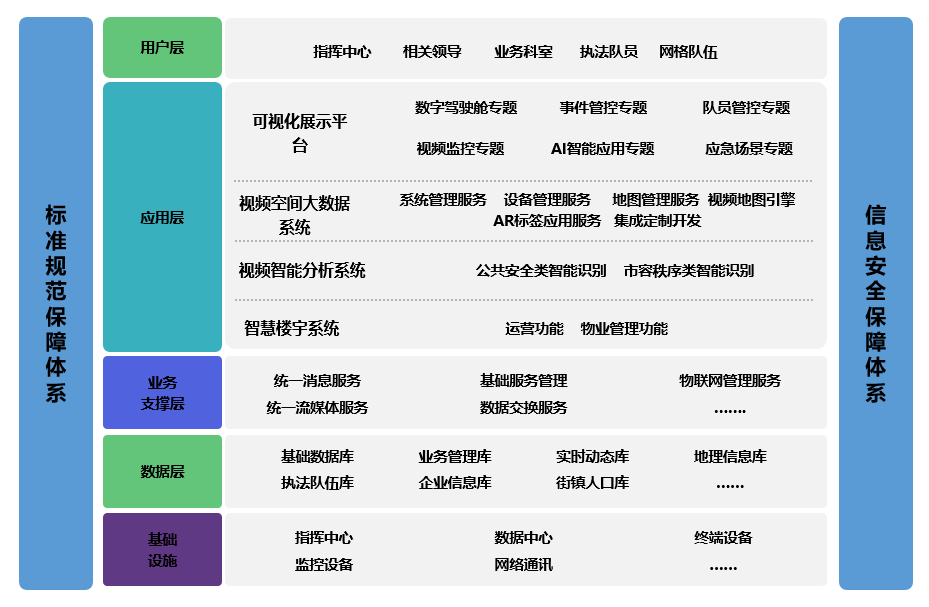 标准规范保障体系
用户层
指挥中心 相关领导 业务科室 执法队员 网格队伍
应用层
可视化展示平
台
数字驾驶舱专题 事件管控专题 队员管控专题
视频监控专题 AI智能应用专题 应急场景专题
视频空间大数据
系统
系统管理服务 设备管理服务 地图管理服务 视频地图引擎
AR标签应用服务 集成定制开发
视频智能分析系统
公共安全类智能识别 市容秩序类智能识别
智慧楼宇系统
运营功能 物业管理功能
业务
支撑层
统一消息服务 基础服务管理 物联网管理服务
统一流媒体服务 数据交换服务 .......
数据层
基础数据库 业务管理库 实时动态库 地理信息库
执法队伍库 企业信息库 街镇人口库 ......
基础
设施
指挥中心 数据中心 终端设备
监控设备 网络通讯 ......
信息安全保障体系